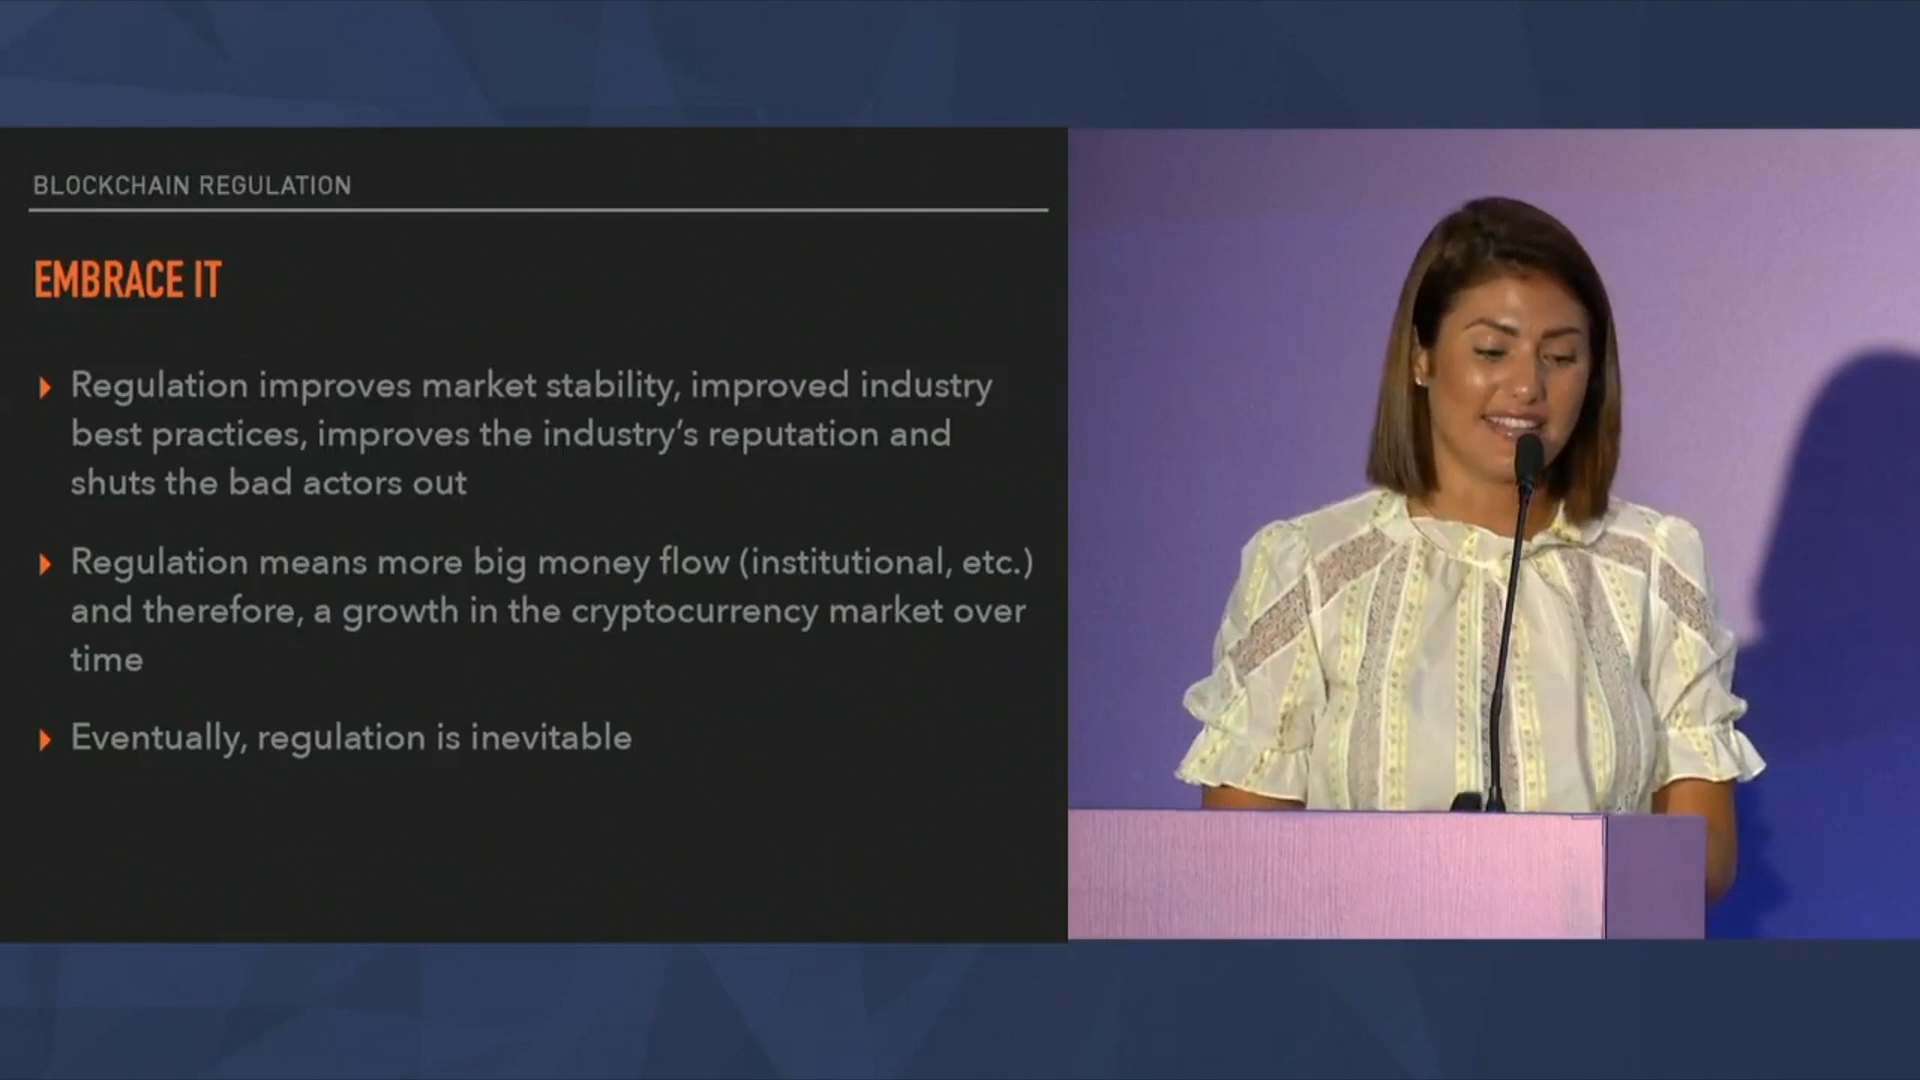 BLOCKCHAIN REGULATION
EMBRACE IT
Regulation improves market stability, improved industry
best practices, improves the industry's reputation and
shuts the bad actors out
Regulation means more big money flow (institutional, etc.)
and therefore, a growth in the cryptocurrency market over
time
Eventually, regulation is inevitable